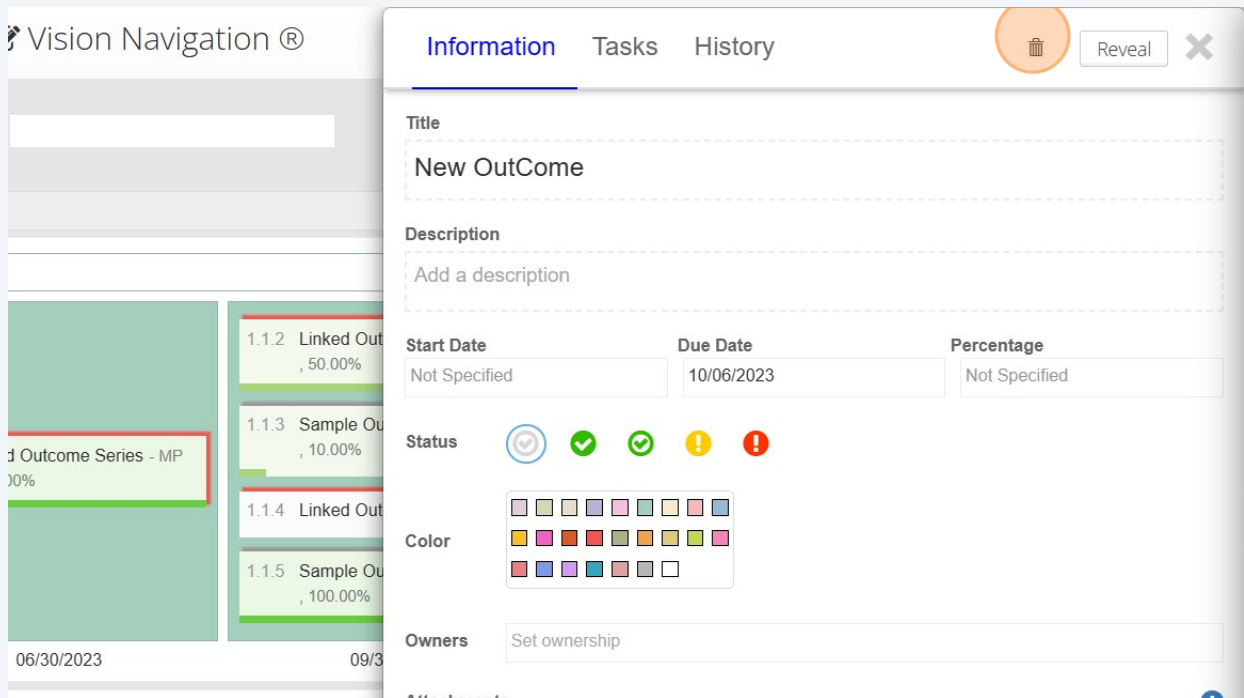 Vision Navigation ®
Information Tasks History Reveal
Title
New OutCome
Description
Add a description
Start Date Due Date Percentage
Not Specified 10/06/2023 Not Specified
Status
Color
Owners Set ownership
1.1.2 Linked Out
, 50.00%
1.1.3 Sample Ou
, 10.00%
1.1.4 Linked Out
1.1.5 Sample Ou
, 100.00%
d Outcome Series - MP
00%
06/30/2023 09/3
Attachments